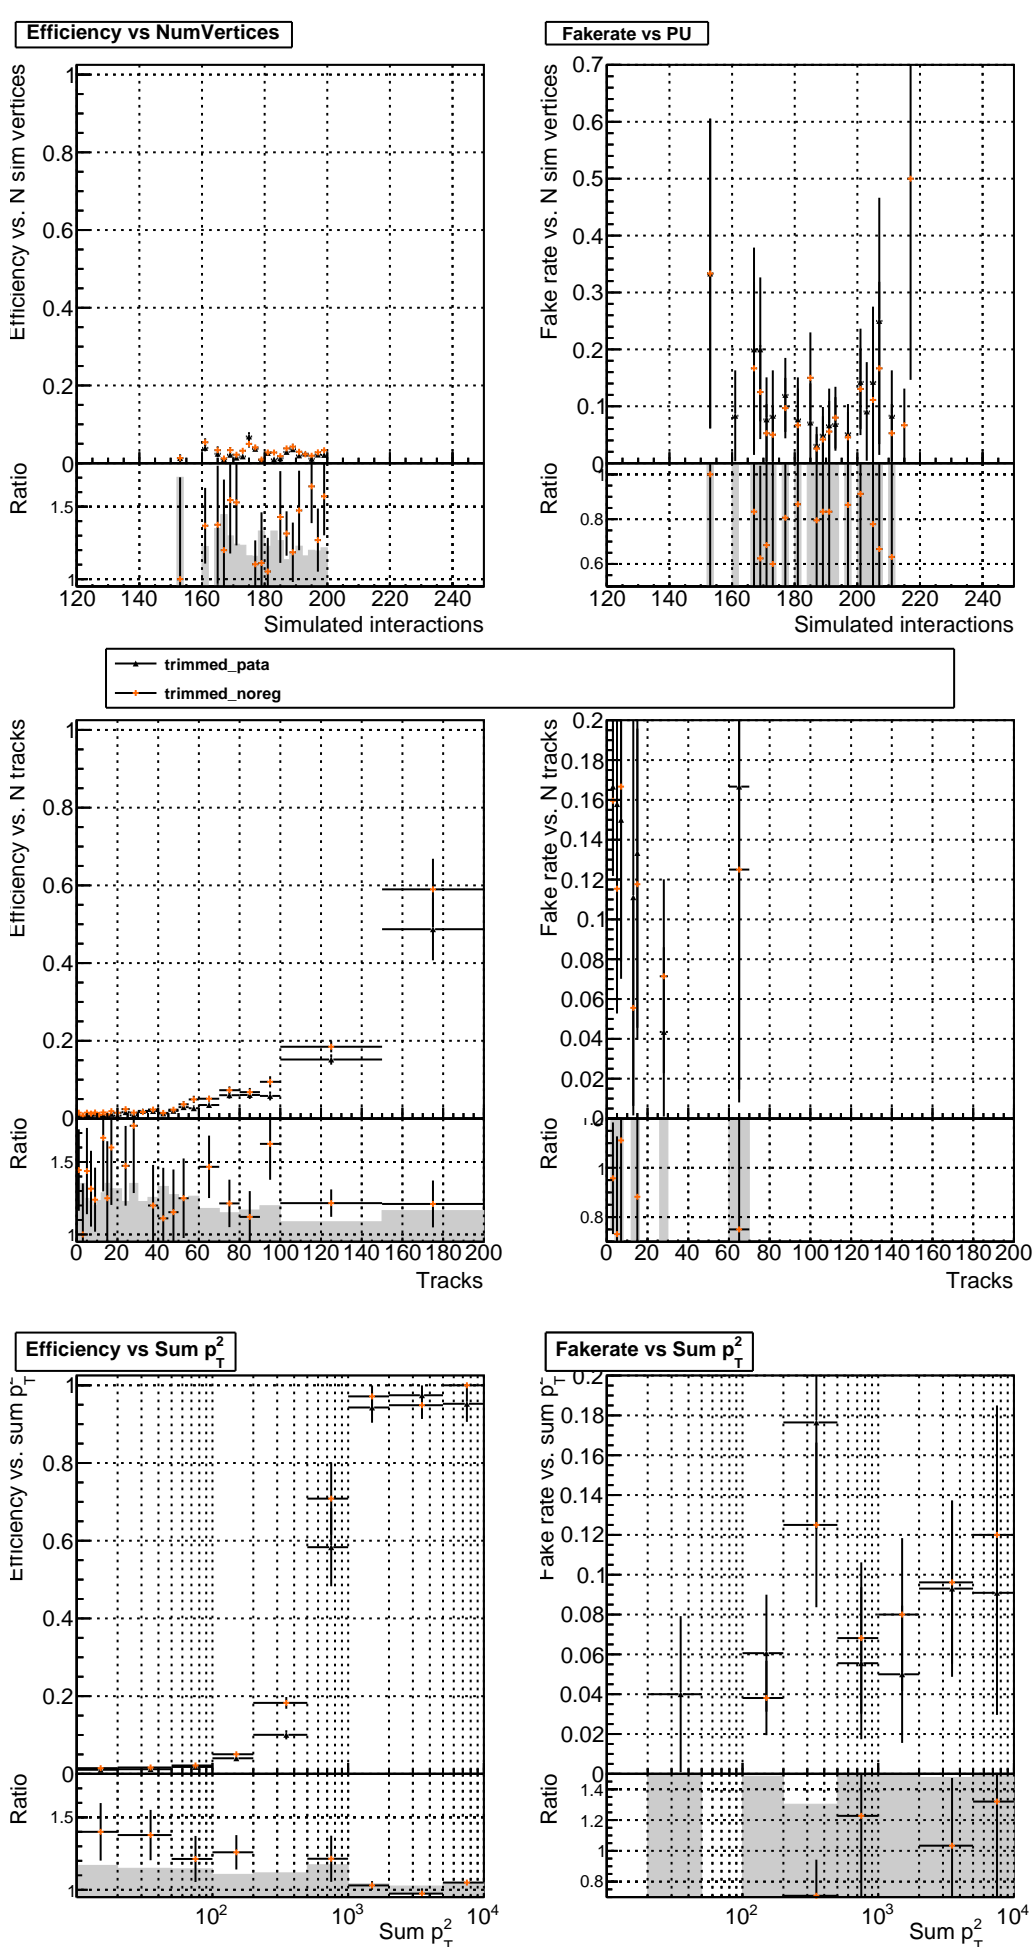 Efficiency vs NumVertices
Efficiency vs. N sim vertices
1
0.8
0.6
0.4
0.2
0
Ratio
1.5
1
120 140 160 180 200 220 240
Simulated interactions
Fakerate vs PU
Fake rate vs. N sim vertices
0.7
0.6
0.5
0.4
0.3
0.2
0.1
0
Ratio
1
0.8
0.6
120 140 160 180 200 220 240
Simulated interactions
trimmed_pata
trimmed_noreg
Efficiency vs. N tracks
1
0.8
0.6
0.4
0.2
0
Ratio
1.5
1
0 20 40 60 80 100 120 140 160 180 200
Tracks
Fake rate vs. N tracks
0.2
0.18
0.16
0.14
0.12
0.1
0.08
0.06
0.04
0.02
0
Ratio
1
0.8
0 20 40 60 80 100 120 140 160 180 200
Tracks
Efficiency vs Sum p_T^2
Efficiency vs. sum p_T^2
1
0.8
0.6
0.4
0.2
0
Ratio
1.5
1
10^2 10^3 10^4
Sum p_T^2
Fakerate vs Sum p_T^2
Fake rate vs. sum p_T^2
0.2
0.18
0.16
0.14
0.12
0.1
0.08
0.06
0.04
0.02
0
Ratio
1.4
1.2
1
0.8
10^2 10^3 10^4
Sum p_T^2